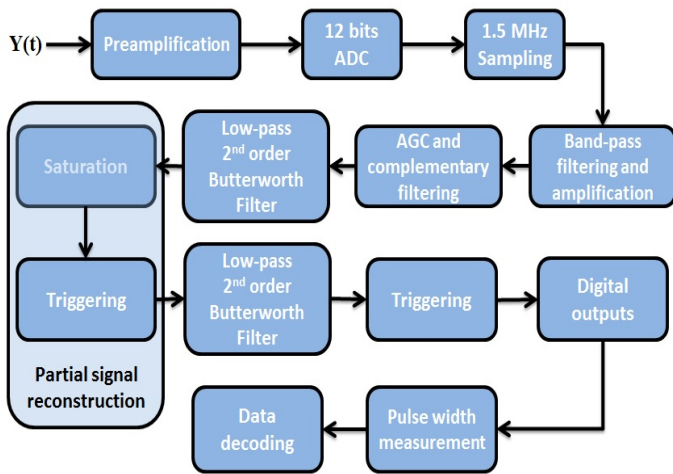 Y(t)
Preamplification
12 bits
ADC
1.5 MHz
Sampling
Band-pass
filtering and
amplification
AGC and
complementary
filtering
Low-pass
2nd order
Butterworth
Filter
Saturation
Triggering
Partial signal
reconstruction
Low-pass
2nd order
Butterworth
Filter
Triggering
Digital
outputs
Pulse width
measurement
Data
decoding